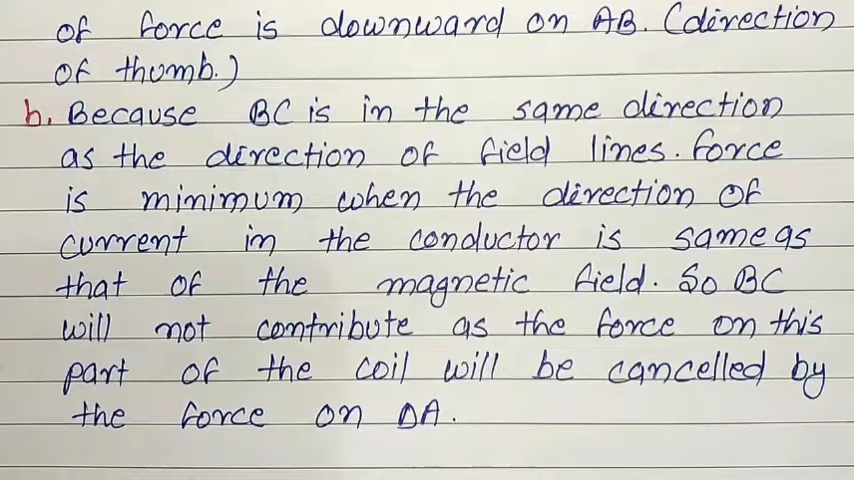 of force is downward on AB. (direction
of thumb.)
b. Because BC is in the same direction
as the direction of field lines. Force
is minimum when the direction of
current in the conductor is same as
that of the magnetic field. So BC
will not contribute as the force on this
part of the coil will be cancelled by
the force on DA.